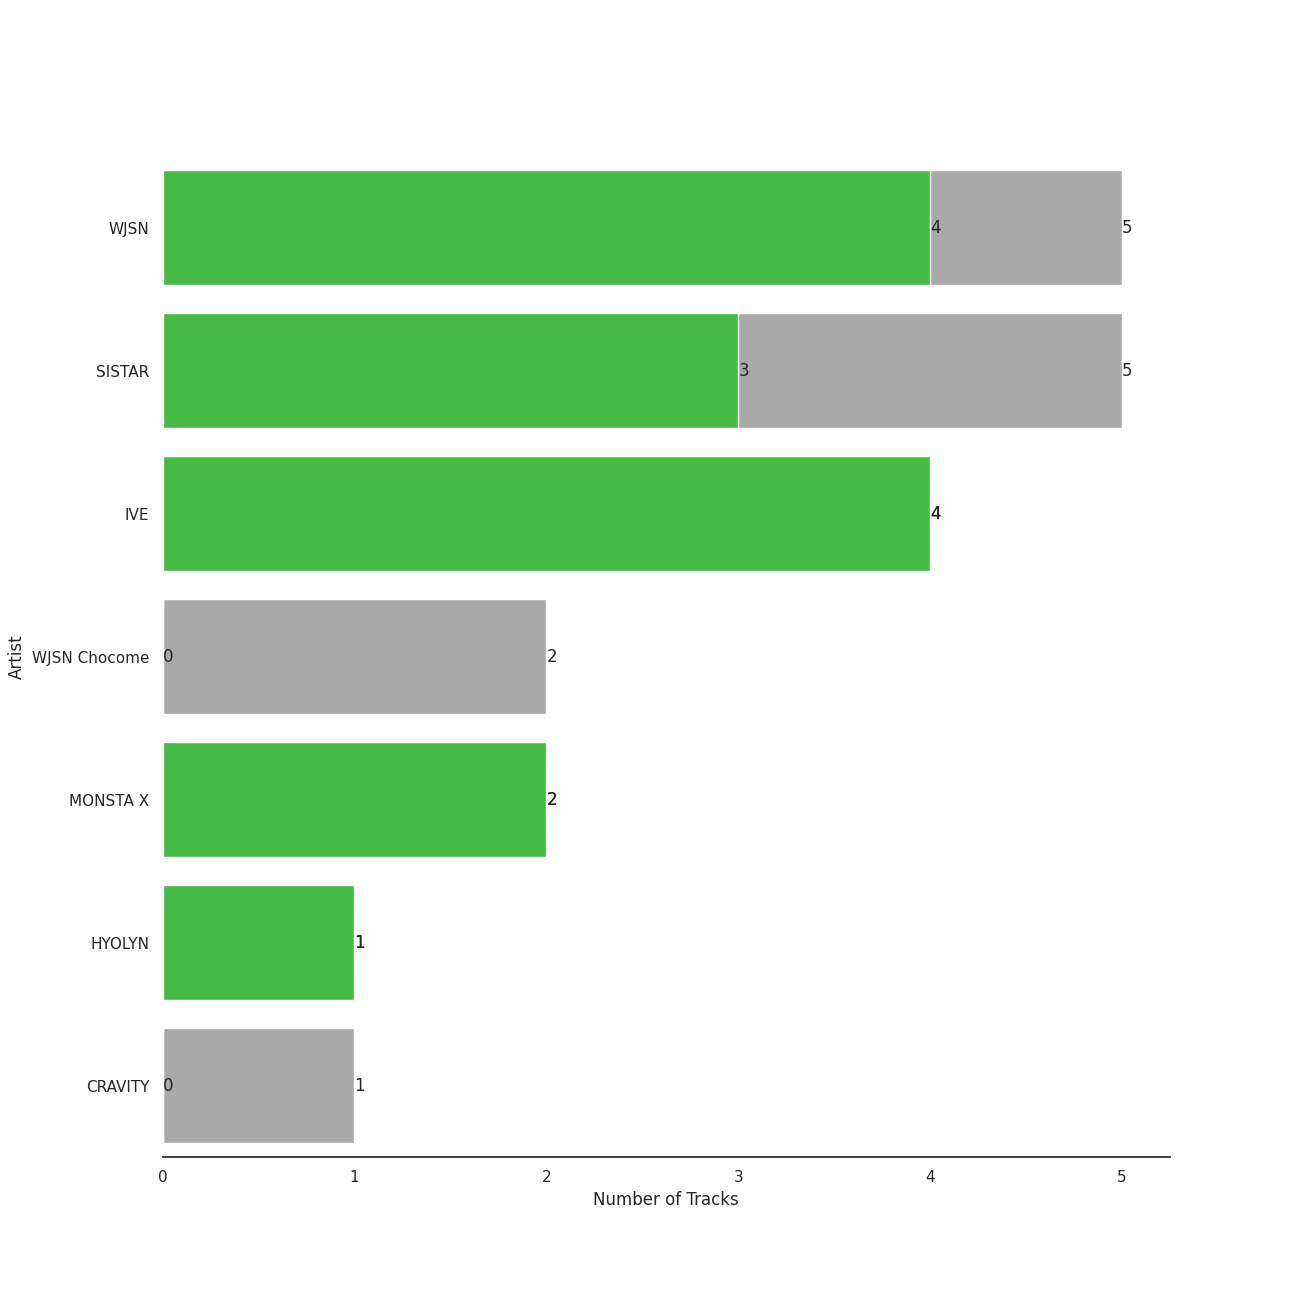 WJSN 4 5
SISTAR 3 5
IVE 4
WJSN Chocome 0 2
MONSTA X 2
HYOLYN 1
CRAVITY 0 1
Artist
0 1 2 3 4 5
Number of Tracks